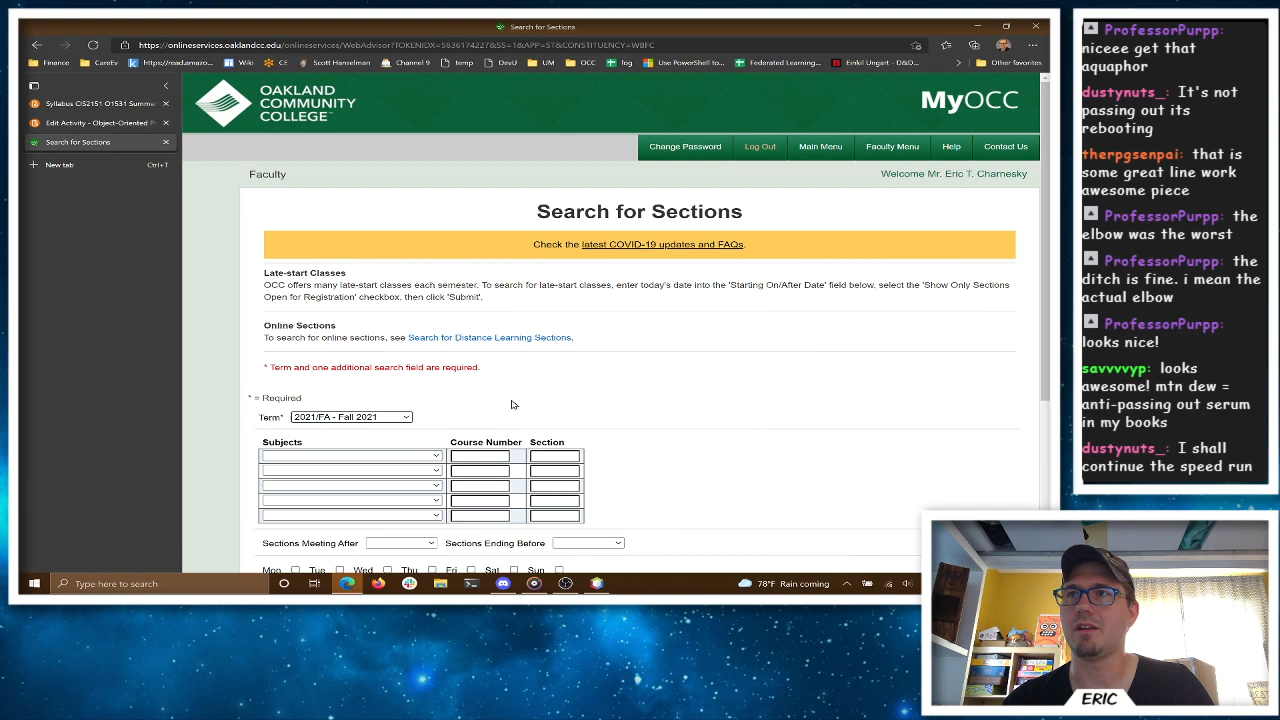 Search for Sections
https://onlineservices.oaklandcc.edu/onlineservices/WebAdvisor?TOKENIDX=5636174227&SS=1&APP=ST&CONSTITUENCY=WBFC
Finance
CareEv
https://read.amazo...
Wiki
CE
Scott Hanselman
Channel 9
temp
DevU
UM
OCC
log
Use PowerShell to...
Federated Learning...
Einkil Ungart - D&D...
Other favorites
Syllabus CIS2151 O1531 Summe
Edit Activity - Object-Oriented P
Search for Sections
New tab Ctrl+T
OAKLAND
COMMUNITY
COLLEGE
MyOCC
Change Password
Log Out
Main Menu
Faculty Menu
Help
Contact Us
Faculty
Welcome Mr. Eric T. Charnesky
Search for Sections
Check the latest COVID-19 updates and FAQs.
Late-start Classes
OCC offers many late-start classes each semester. To search for late-start classes, enter today's date into the 'Starting On/After Date' field below, select the 'Show Only Sections
Open for Registration' checkbox, then click 'Submit'.
Online Sections
To search for online sections, see Search for Distance Learning Sections.
* Term and one additional search field are required.
* = Required
Term* 2021/FA - Fall 2021
Subjects Course Number Section
Sections Meeting After Sections Ending Before
Mon Tue Wed Thu Fri Sat Sun
Type here to search
78°F Rain coming
ProfessorPurpp:
niceee get that
aquaphor
dustynuts_: It's not
passing out its
rebooting
therpgsenpai: that is
some great line work
awesome piece
ProfessorPurpp: the
elbow was the worst
ProfessorPurpp: the
ditch is fine. i mean the
actual elbow
ProfessorPurpp:
looks nice!
savvvvyp: looks
awesome! mtn dew =
anti-passing out serum
in my books
dustynuts_: I shall
continue the speed run
ERIC